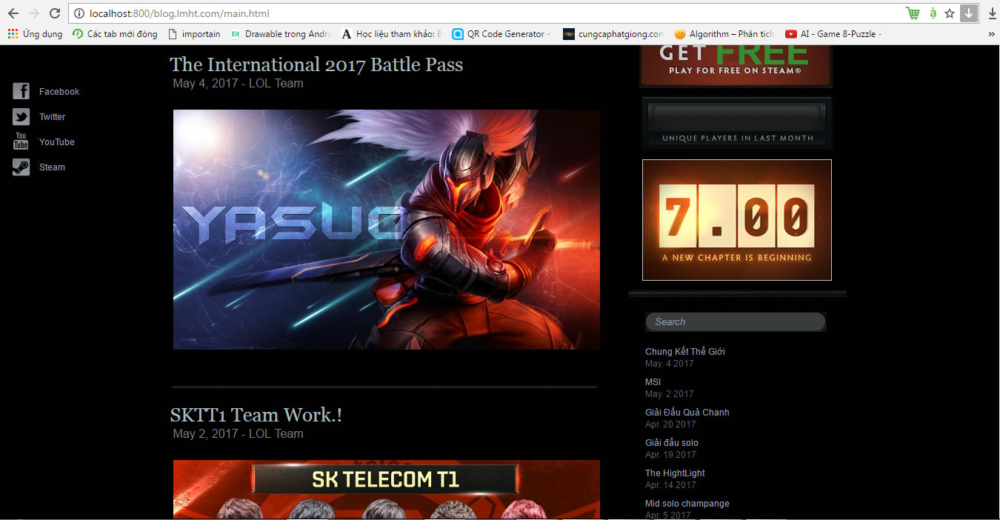 localhost:800/blog.lmht.com/main.html
Ứng dụng
Các tab mới đóng
importain
Drawable trong Andro
Học liệu tham khảo: B
QR Code Generator -
cungcaphatgiong.com
Algorithm – Phân tích
AI - Game 8-Puzzle -
»
Facebook
Twitter
You
Tube
YouTube
Steam
The International 2017 Battle Pass
May 4, 2017 - LOL Team
YASUO
SKTT1 Team Work.!
May 2, 2017 - LOL Team
SK TELECOM T1
GET FREE
PLAY FOR FREE ON STEAM®
UNIQUE PLAYERS IN LAST MONTH
7.00
A NEW CHAPTER IS BEGINNING
Search
Chung Kết Thế Giới
May. 4 2017
MSI
May. 2 2017
Giải Đấu Quả Chanh
Apr. 20 2017
Giải đấu solo
Apr. 19 2017
The HightLight
Apr. 14 2017
Mid solo champange
Apr. 5 2017